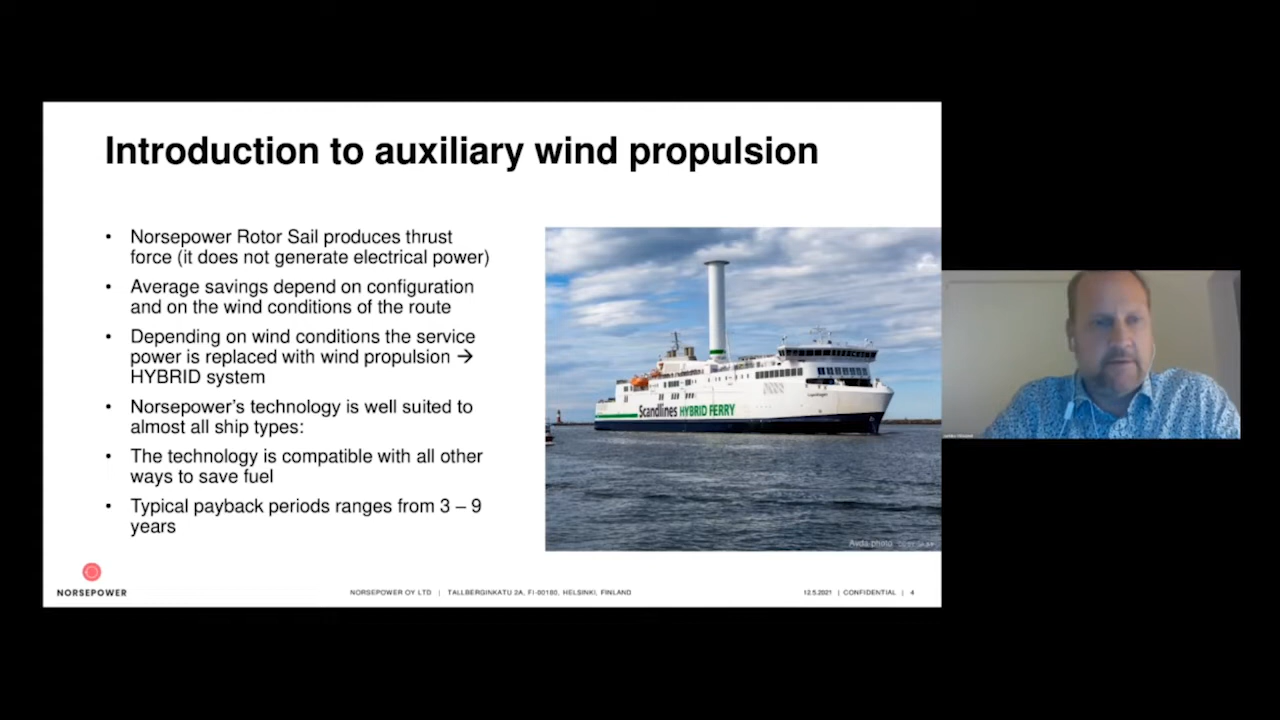 Introduction to auxiliary wind propulsion
• Norsepower Rotor Sail produces thrust
force (it does not generate electrical power)
• Average savings depend on configuration
and on the wind conditions of the route
• Depending on wind conditions the service
power is replaced with wind propulsion →
HYBRID system
• Norsepower's technology is well suited to
almost all ship types:
• The technology is compatible with all other
ways to save fuel
• Typical payback periods ranges from 3 – 9
years
Scandlines HYBRID FERRY
NORSEPOWER
NORSEPOWER OY LTD | TALLBERGINKATU 2A, FI-00180, HELSINKI, FINLAND
12.5.2021 | CONFIDENTIAL | 4